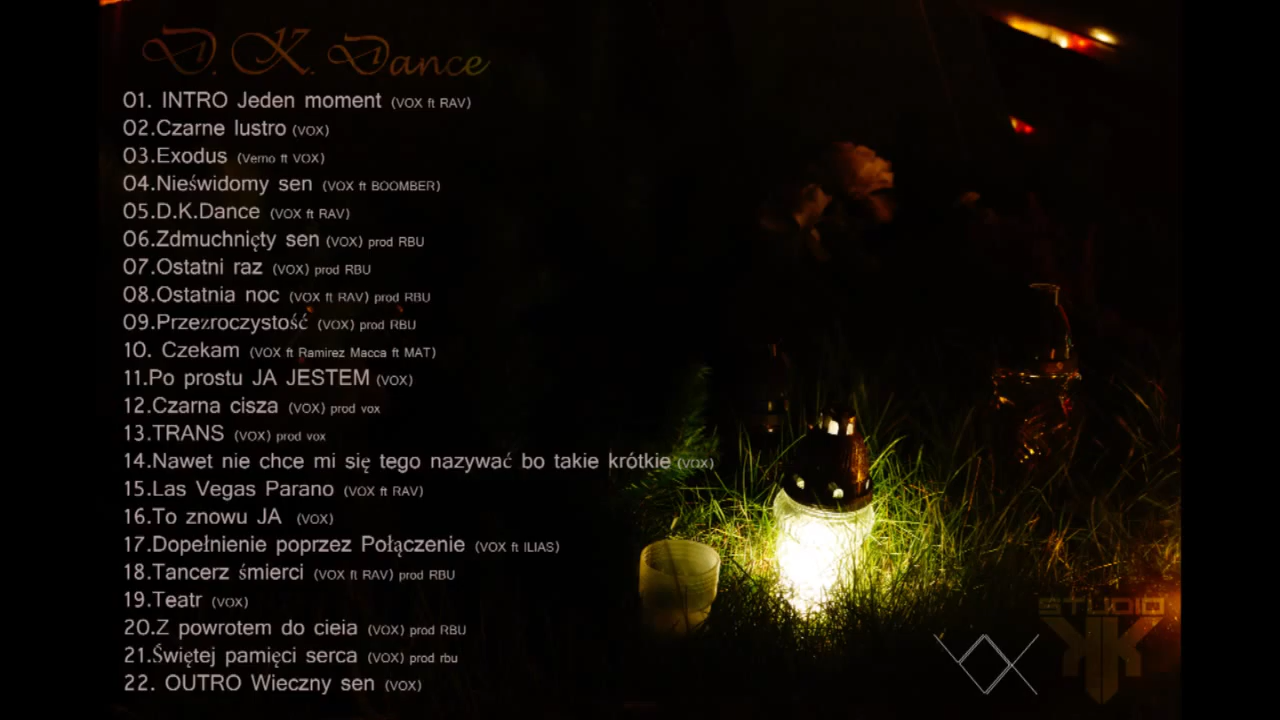 D. K. Dance
01. INTRO Jeden moment (VOX ft RAV)
02.Czarne lustro (VOX)
03.Exodus (Verno ft VOX)
04.Nieświdomy sen (VOX ft BOOMBER)
05.D.K.Dance (VOX ft RAV)
06.Zdmuchnięty sen (VOX) prod RBU
07.Ostatni raz (VOX) prod RBU
08.Ostatnia noc (VOX ft RAV) prod RBU
09.Przezroczystość (VOX) prod RBU
10. Czekam (VOX ft Ramirez Macca ft MAT)
11.Po prostu JA JESTEM (VOX)
12.Czarna cisza (VOX) prod vox
13.TRANS (VOX) prod vox
14.Nawet nie chce mi się tego nazywać bo takie krótkie (VOX)
15.Las Vegas Parano (VOX ft RAV)
16.To znowu JA (VOX)
17.Dopełnienie poprzez Połączenie (VOX ft ILIAS)
18.Tancerz śmierci (VOX ft RAV) prod RBU
19.Teatr (VOX)
20.Z powrotem do cieia (VOX) prod RBU
21.Świętej pamięci serca (VOX) prod rbu
22. OUTRO Wieczny sen (VOX)
STUDIO